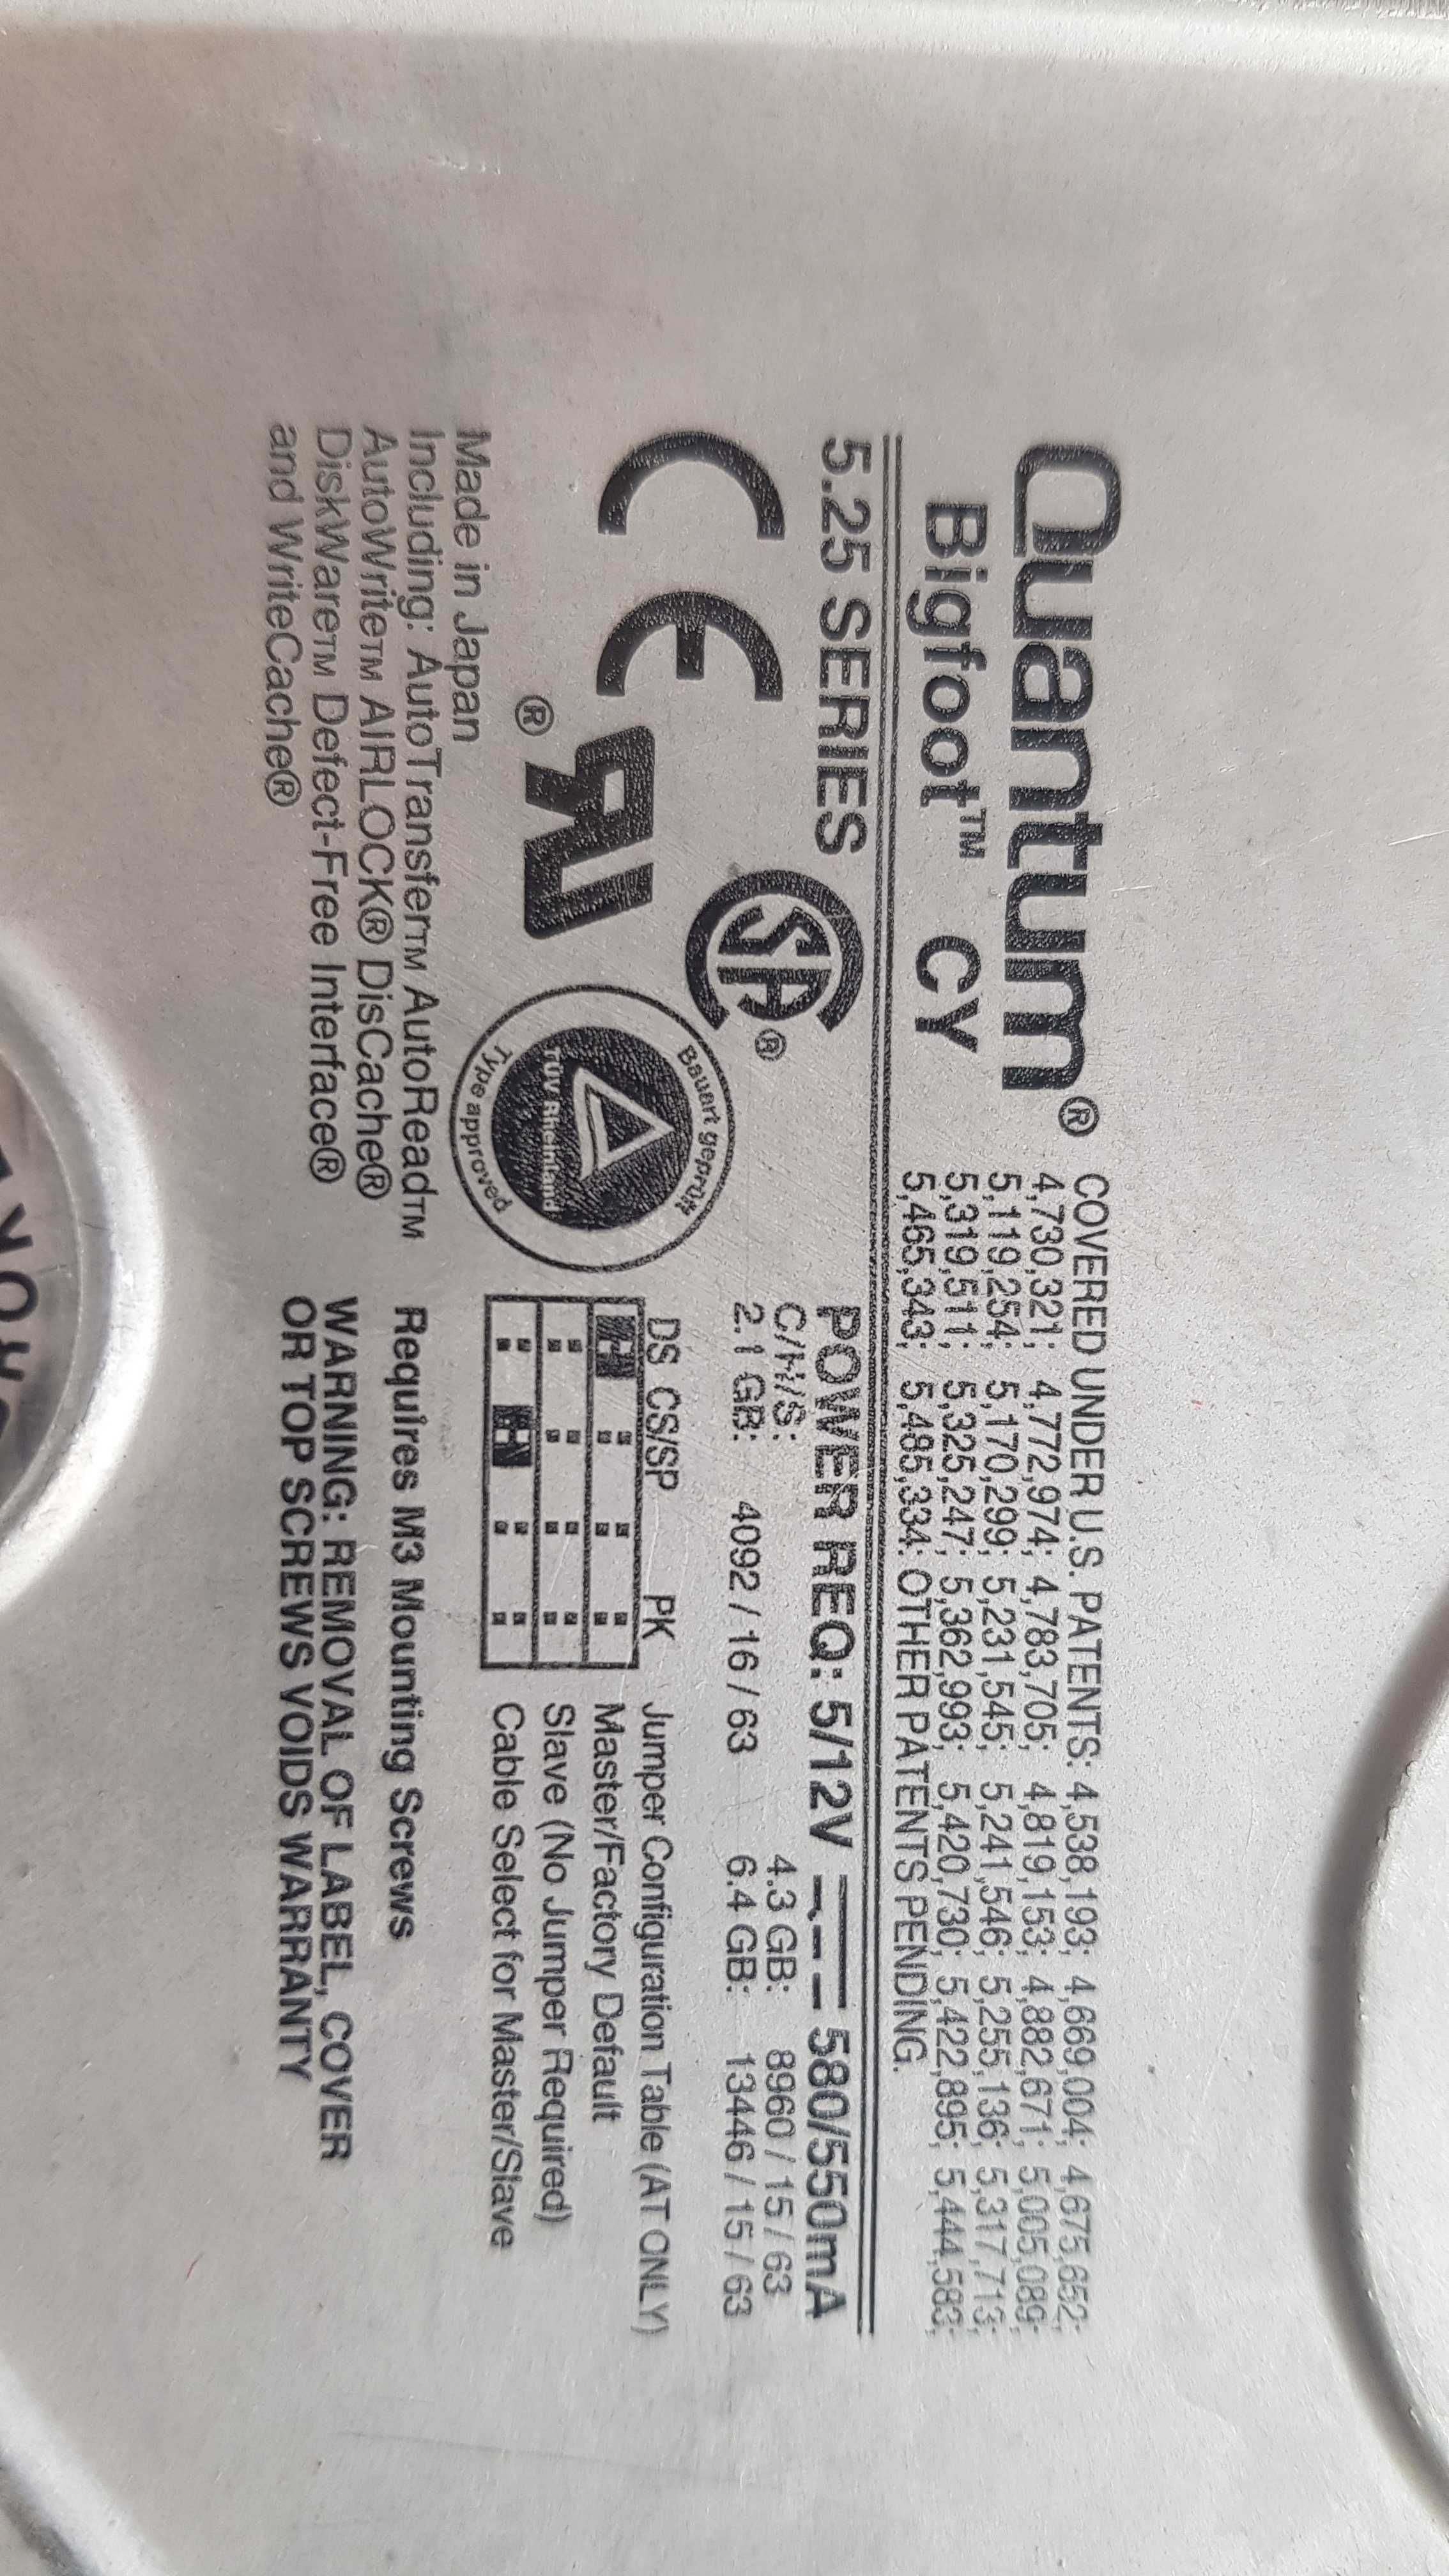 Quantum®
Bigfoot™ CY
COVERED UNDER U.S. PATENTS: 4,538,193; 4,669,004; 4,675,652;
4,730,321; 4,772,974; 4,783,705; 4,819,153; 4,882,671; 5,005,089;
5,119,254; 5,170,299; 5,231,545; 5,241,546; 5,255,136; 5,317,713;
5,319,511; 5,325,247; 5,362,993; 5,420,730; 5,422,895; 5,444,583;
5,465,343; 5,485,334: OTHER PATENTS PENDING.
5.25 SERIES
CE
SA®
®
Bauart geprüft
TÜV Rheinland
Type approved
POWER REQ: 5/12V 580/550mA
C/H/S: 4.3 GB: 8960 / 15 / 63
2.1 GB: 4092 / 16 / 63 6.4 GB: 13446 / 15 / 63
DS CS/SP PK Jumper Configuration Table (AT ONLY)
Master/Factory Default
Slave (No Jumper Required)
Cable Select for Master/Slave
Made in Japan
Including: AutoTransfer™ AutoRead™
AutoWrite™ AIRLOCK® DisCache®
DiskWare™ Defect-Free Interface®
and WriteCache®
Requires M3 Mounting Screws
WARNING: REMOVAL OF LABEL, COVER
OR TOP SCREWS VOIDS WARRANTY